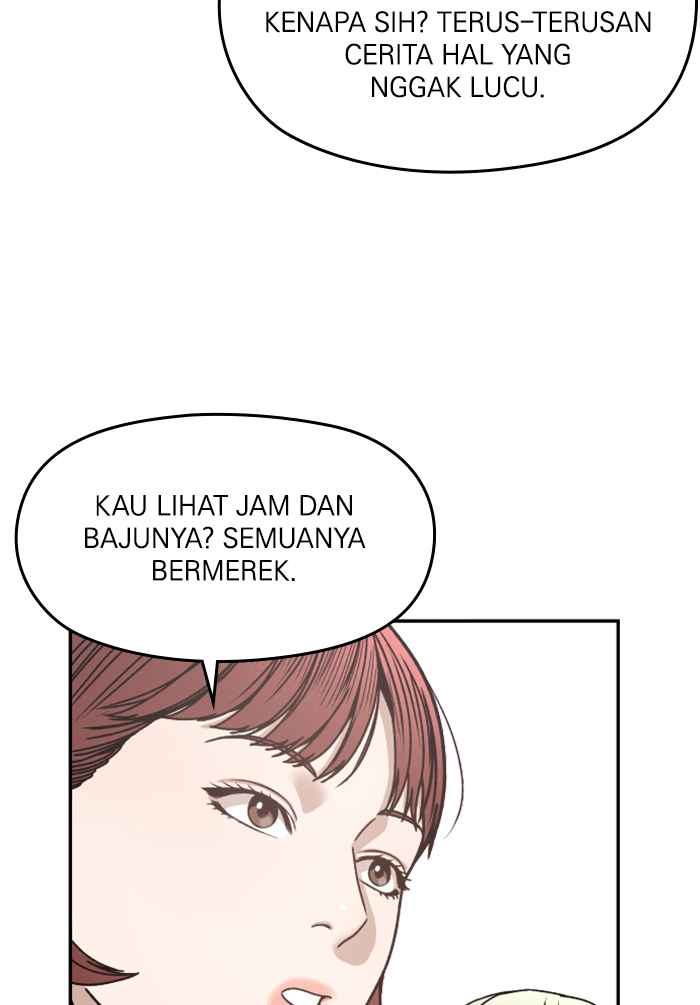 KENAPA SIH? TERUS-TERUSAN
CERITA HAL YANG
NGGAK LUCU.
KAU LIHAT JAM DAN
BAJUNYA? SEMUANYA
BERMEREK.